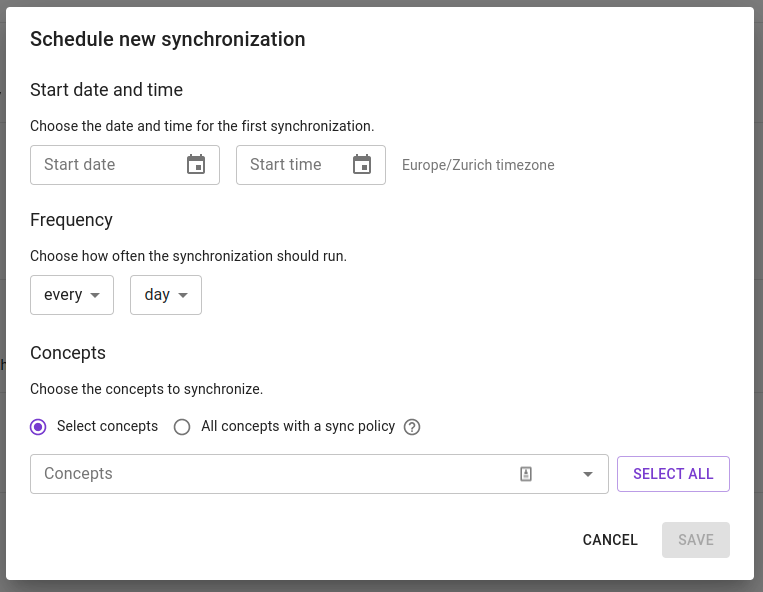 Schedule new synchronization
Start date and time
Choose the date and time for the first synchronization.
Start date
Start time
Europe/Zurich timezone
Frequency
Choose how often the synchronization should run.
every
day
Concepts
Choose the concepts to synchronize.
Select concepts
All concepts with a sync policy
?
Concepts
SELECT ALL
CANCEL
SAVE